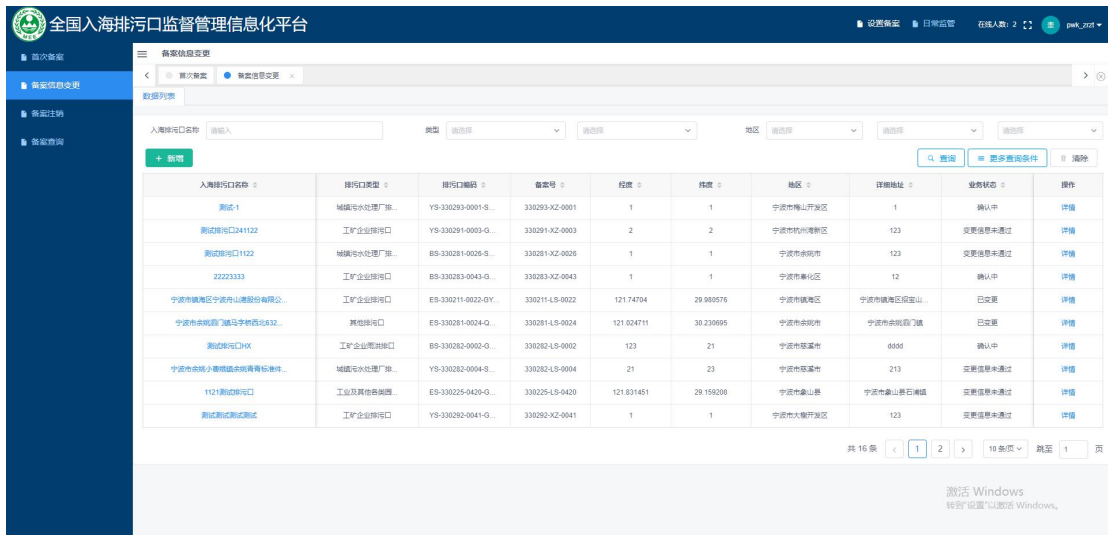 全国入海排污口监督管理信息化平台 设置备案 日常监管 在线人数: 2 pwk_zrzt
首次备案
备案信息变更
备案注销
备案查询
备案信息变更
首次备案 备案信息变更
数据列表
入海排污口名称 请输入 类型 请选择 请选择 地区 请选择 请选择 请选择
+ 新增 查询 更多查询条件 清除
入海排污口名称 排污口类型 排污口编码 备案号 经度 纬度 地区 详细地址 业务状态 操作
测试-1 城镇污水处理厂排... YS-330293-0001-S... 330293-XZ-0001 1 1 宁波市梅山开发区 1 确认中 详情
测试排污口241122 工矿企业排污口 YS-330291-0003-G... 330291-XZ-0003 2 2 宁波市杭州湾新区 123 变更信息未通过 详情
测试排污口1122 城镇污水处理厂排... BS-330281-0026-S... 330281-XZ-0026 1 1 宁波市余姚市 123 变更信息未通过 详情
22223333 工矿企业排污口 BS-330283-0043-G... 330283-XZ-0043 1 1 宁波市奉化区 12 确认中 详情
宁波市镇海区宁波舟山港股份有限公... 工矿企业排污口 ES-330211-0022-GY... 330211-LS-0022 121.74704 29.980576 宁波市镇海区 宁波市镇海区招宝山... 已变更 详情
宁波市余姚泗门镇马字桥西北632... 其他排污口 ES-330281-0024-Q... 330281-LS-0024 121.024711 30.230695 宁波市余姚市 宁波市余姚泗门镇 已变更 详情
测试排污口HX 工矿企业雨洪排口 BS-330282-0002-G... 330282-LS-0002 123 21 宁波市慈溪市 dddd 确认中 详情
宁波市余姚小曹娥镇余姚青青标准件... 城镇污水处理厂排... YS-330282-0004-S... 330282-LS-0004 21 23 宁波市慈溪市 213 变更信息未通过 详情
1121测试排污口 工业及其他各类园... ES-330225-0420-G... 330225-LS-0420 121.831451 29.159208 宁波市象山县 宁波市象山县石浦镇 变更信息未通过 详情
测试测试测试测试 工矿企业排污口 YS-330292-0041-G... 330292-XZ-0041 1 1 宁波市大榭开发区 123 变更信息未通过 详情
共 16 条 1 2 10 条/页 跳至 1 页
激活 Windows
转到"设置"以激活 Windows。